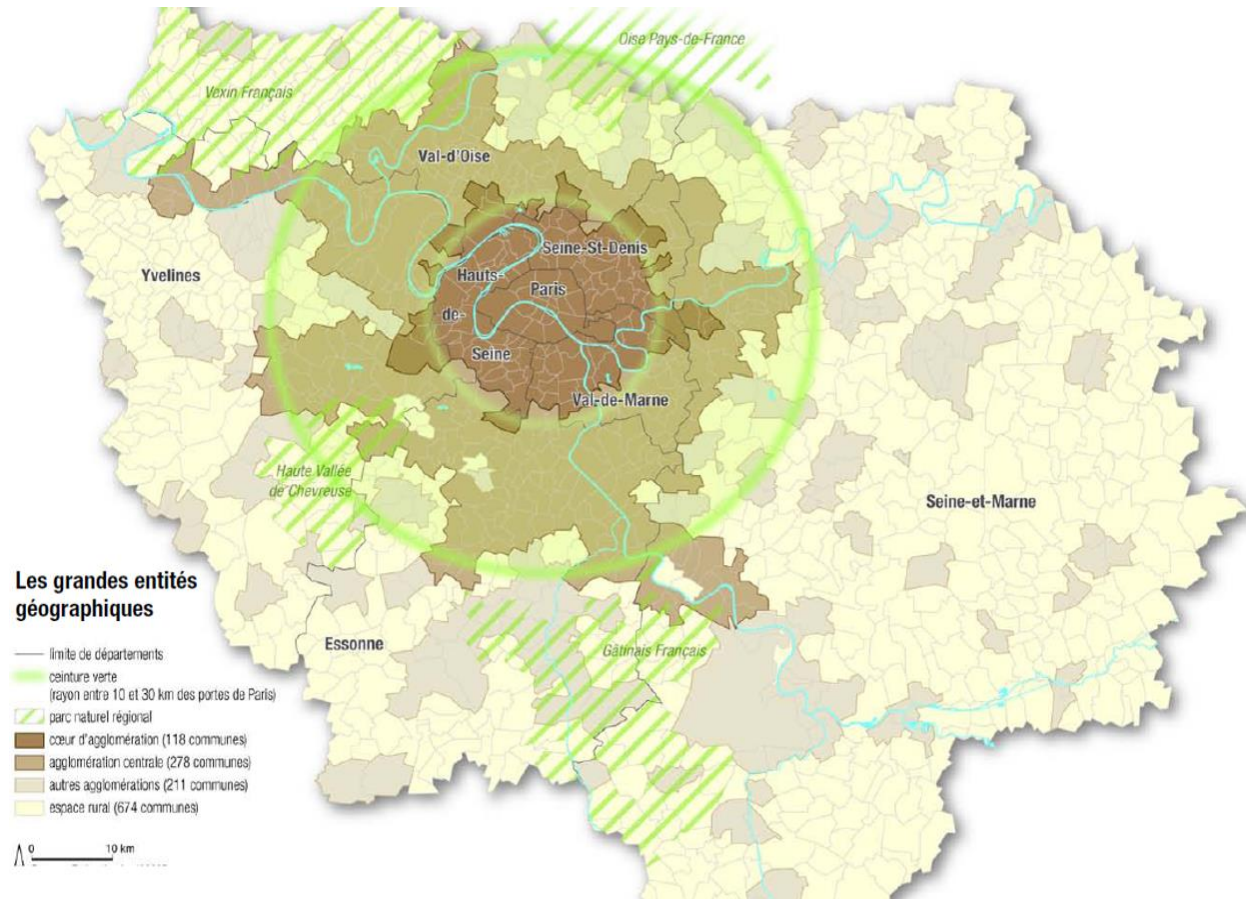 Oise Pays-de-France
Vexin Français
Val-d'Oise
Seine-St-Denis
Hauts-
Yvelines
Paris
de-
Seine
Val-de-Marne
Haute Vallée
de Chevreuse
Seine-et-Marne
Les grandes entités
géographiques
Essonne
Gâtinais Français
limite de départements
ceinture verte
(rayon entre 10 et 30 km des portes de Paris)
parc naturel régional
cœur d'agglomération (118 communes)
agglomération centrale (278 communes)
autres agglomérations (211 communes)
espace rural (674 communes)
0 10 km